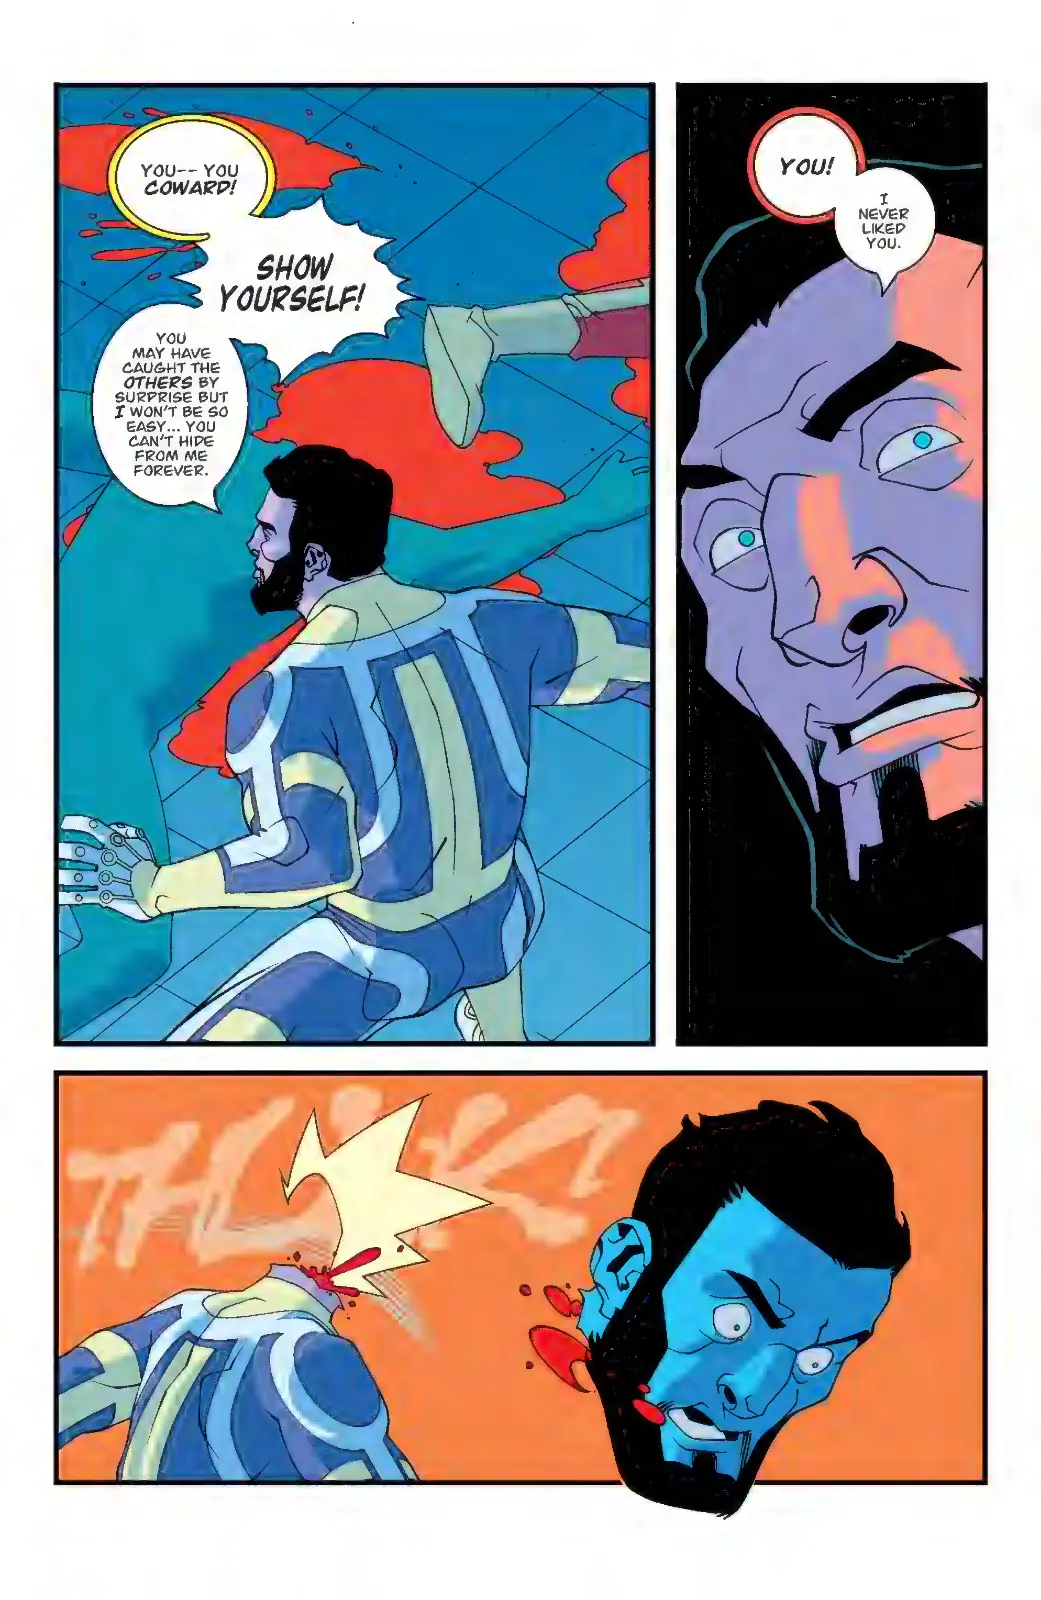 YOU-- YOU
COWARD!
SHOW
YOURSELF!
YOU
MAY HAVE
CAUGHT THE
OTHERS BY
SURPRISE BUT
I WON'T BE SO
EASY... YOU
CAN'T HIDE
FROM ME
FOREVER.
YOU!
I
NEVER
LIKED
YOU.
THUK!